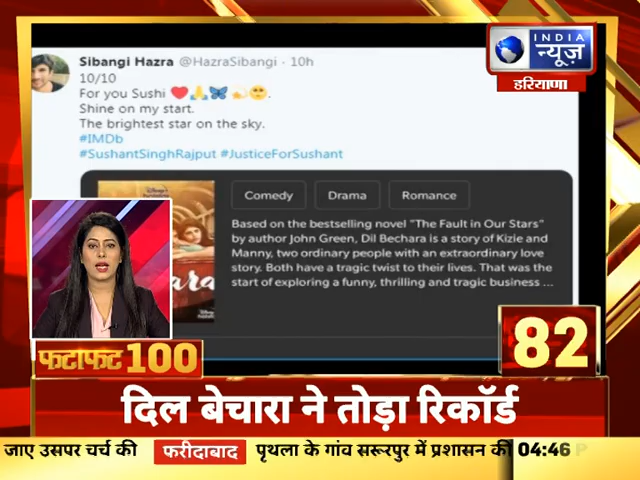 Sibangi Hazra @HazraSibangi · 10h
10/10
For you Sushi ❤️🙏🦋💫😊.
Shine on my start.
The brightest star on the sky.
#IMDb
#SushantSinghRajput #JusticeForSushant
INDIA
न्यूज़
हरियाणा
Comedy Drama Romance
Based on the bestselling novel "The Fault in Our Stars"
by author John Green, Dil Bechara is a story of Kizie and
Manny, two ordinary people with an extraordinary love
story. Both have a tragic twist to their lives. That was the
start of exploring a funny, thrilling and tragic business ...
ara
फटाफट 100
82
दिल बेचारा ने तोड़ा रिकॉर्ड
जाए उसपर चर्च की फरीदाबाद पृथला के गांव सरूरपुर में प्रशासन की 04:46 P